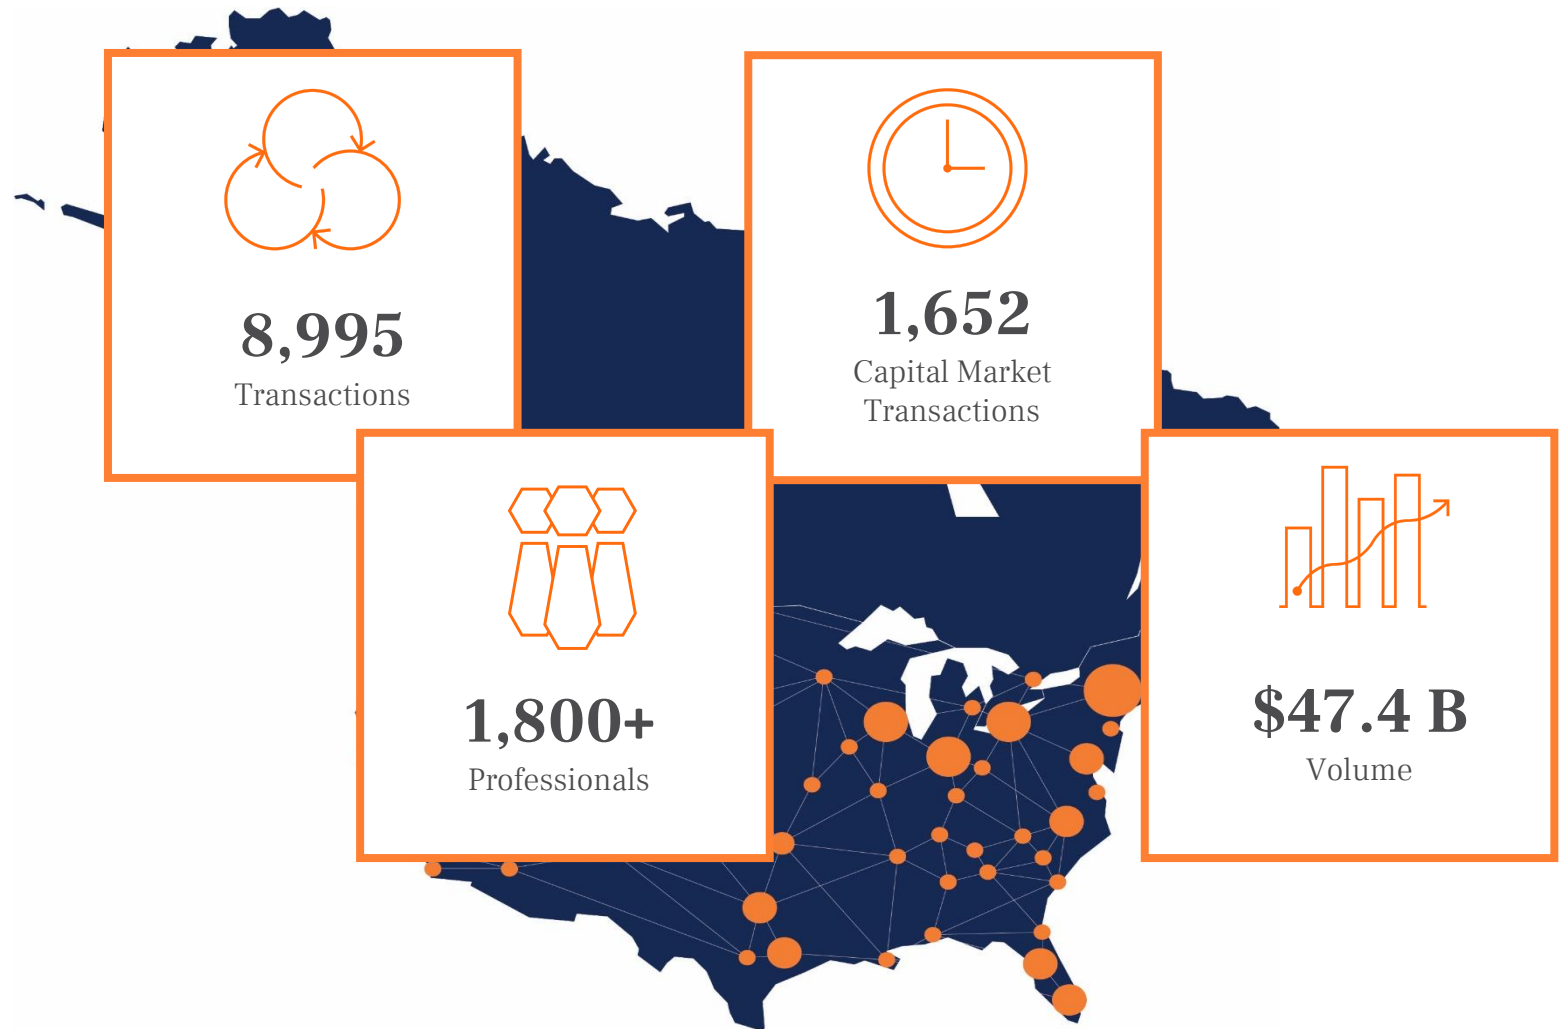 8,995
Transactions
1,652
Capital Market
Transactions
1,800+
Professionals
$47.4 B
Volume